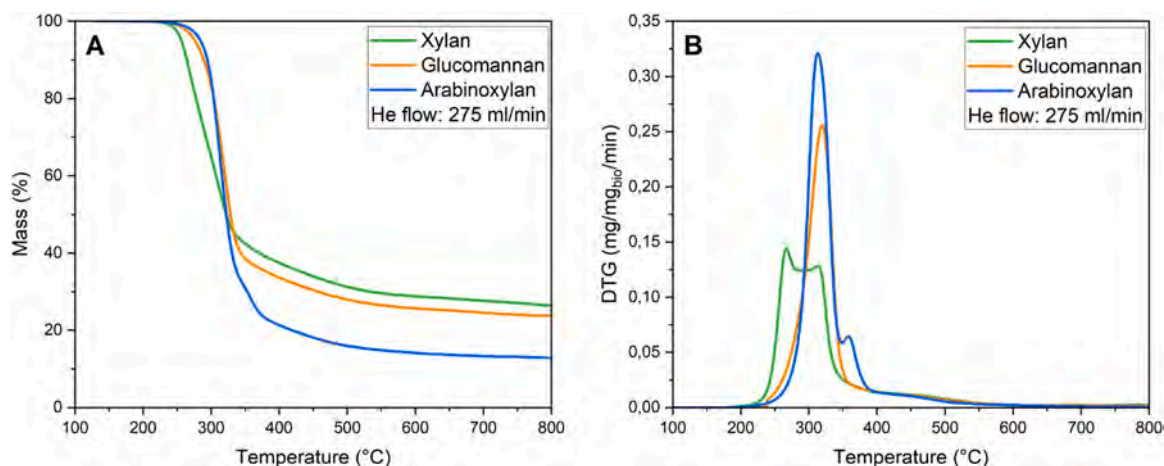 A
Xylan
Glucomannan
Arabinoxylan
He flow: 275 ml/min
100
80
60
40
20
0
Mass (%)
100 200 300 400 500 600 700 800
Temperature (°C)
B
Xylan
Glucomannan
Arabinoxylan
He flow: 275 ml/min
0,35
0,30
0,25
0,20
0,15
0,10
0,05
0,00
DTG (mg/mgbio/min)
100 200 300 400 500 600 700 800
Temperature (°C)